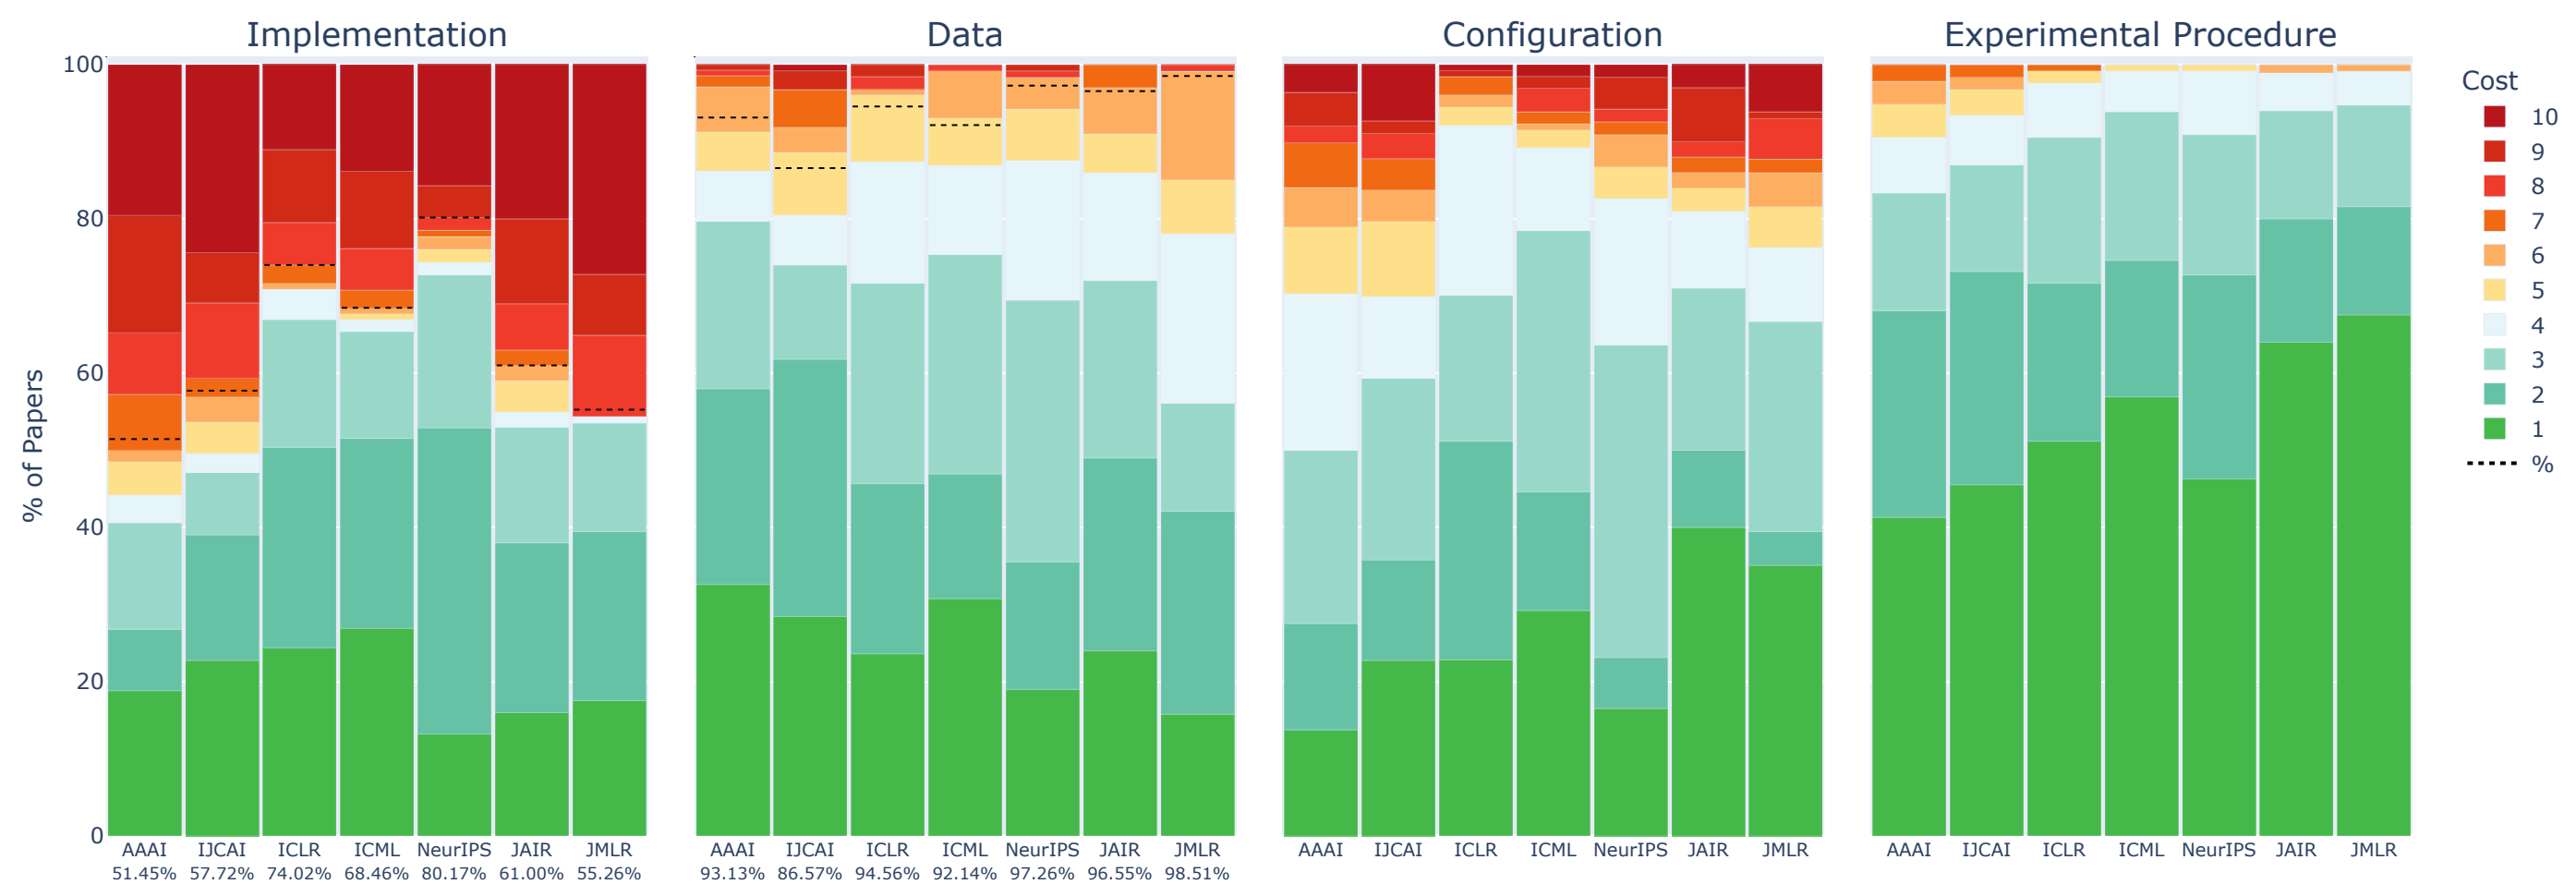 Implementation
Data
Configuration
Experimental Procedure
% of Papers
100
80
60
40
20
0
AAAI IJCAI ICLR ICML NeurIPS JAIR JMLR
51.45% 57.72% 74.02% 68.46% 80.17% 61.00% 55.26%
AAAI IJCAI ICLR ICML NeurIPS JAIR JMLR
93.13% 86.57% 94.56% 92.14% 97.26% 96.55% 98.51%
AAAI IJCAI ICLR ICML NeurIPS JAIR JMLR
AAAI IJCAI ICLR ICML NeurIPS JAIR JMLR
Cost
10
9
8
7
6
5
4
3
2
1
%